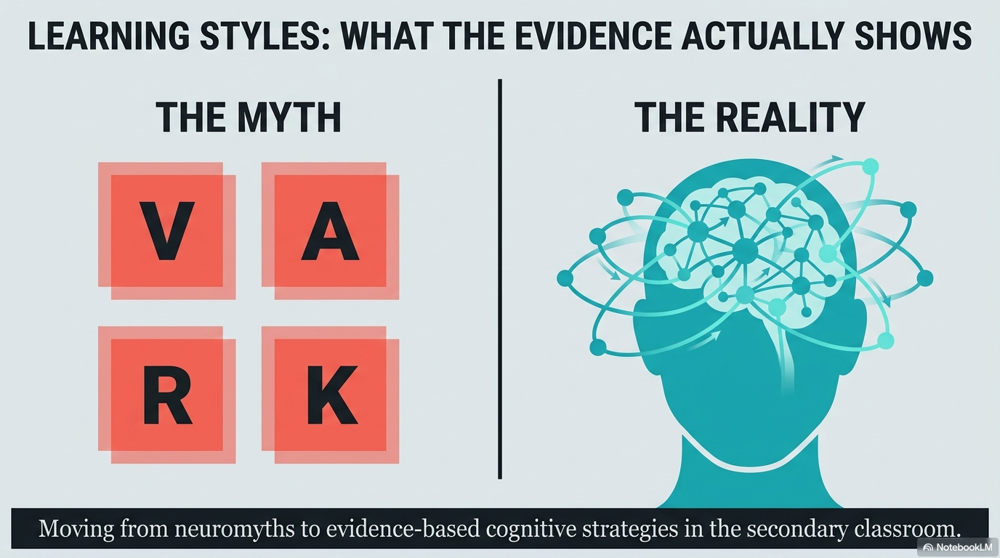 LEARNING STYLES: WHAT THE EVIDENCE ACTUALLY SHOWS
THE MYTH
V
A
R
K
THE REALITY
Moving from neuromyths to evidence-based cognitive strategies in the secondary classroom.
NotebookLM